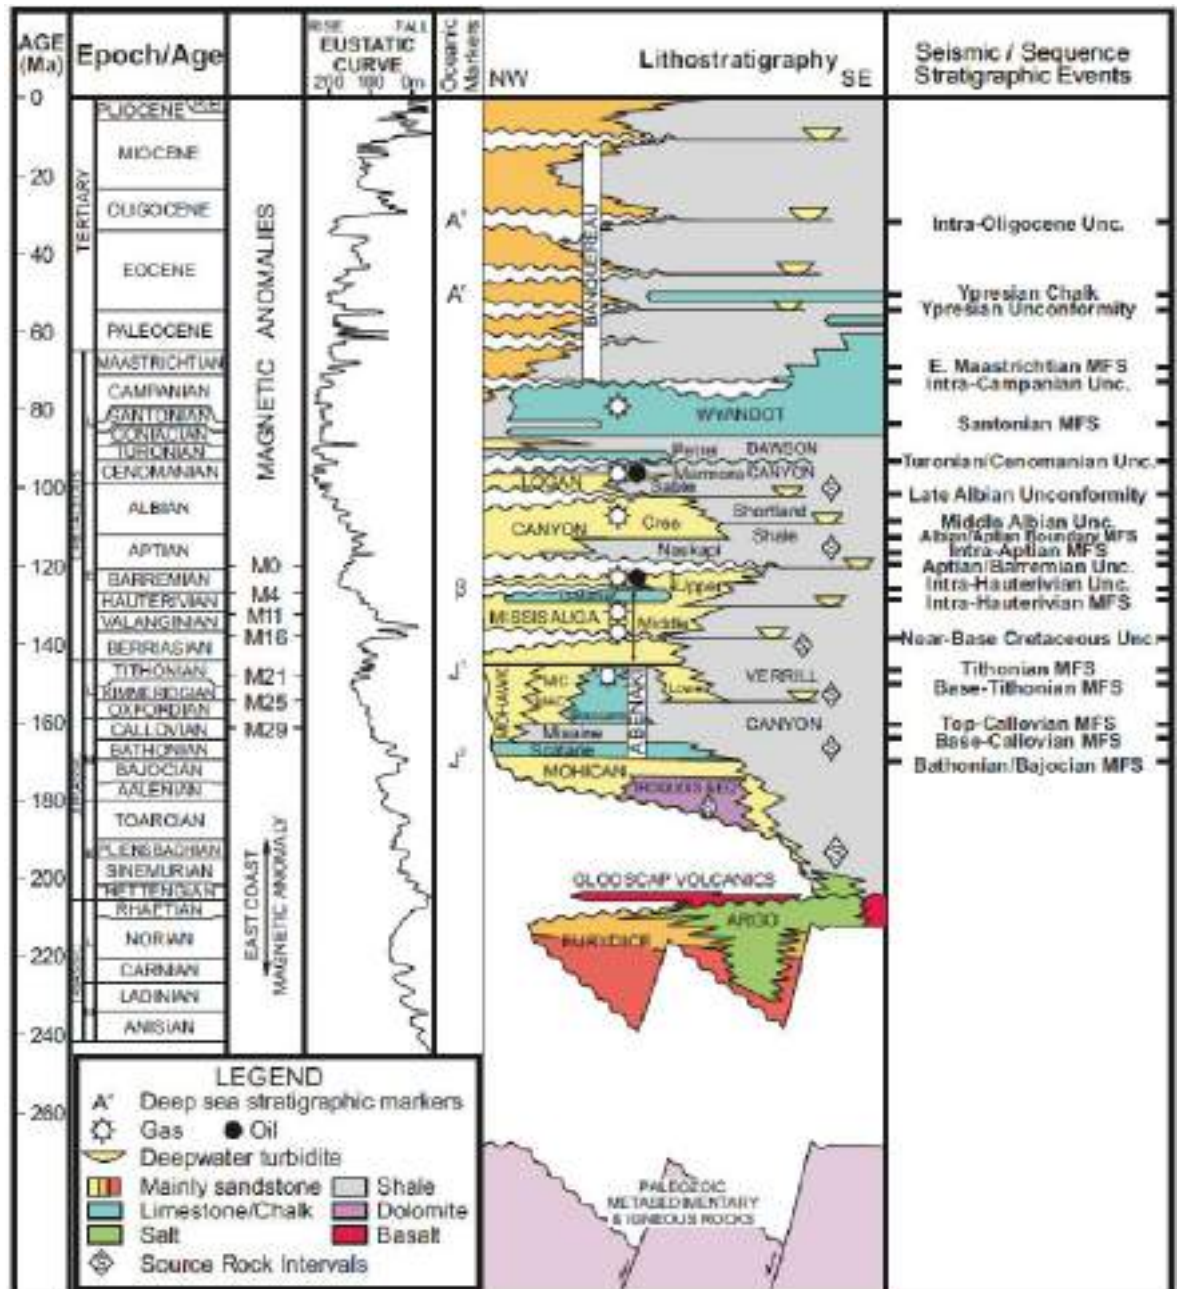 AGE
(Ma)
Epoch/Age
RISE FALL
EUSTATIC
CURVE
200 100 0m
Oceanic
Markers
NW Lithostratigraphy SE
Seismic / Sequence
Stratigraphic Events
0
20
40
60
80
100
120
140
160
180
200
220
240
260
TERTIARY
PLIOCENE
MIOCENE
OLIGOCENE
EOCENE
PALEOCENE
MAASTRICHTIAN
CAMPANIAN
SANTONIAN
CONIACIAN
TURONIAN
CENOMANIAN
ALBIAN
APTIAN
BARREMIAN
HAUTERIVIAN
VALANGINIAN
BERRIASIAN
TITHONIAN
KIMMERIDGIAN
OXFORDIAN
CALLOVIAN
BATHONIAN
BAJOCIAN
AALENIAN
TOARCIAN
PLIENSBACHIAN
SINEMURIAN
HETTENGIAN
RHAETIAN
NORIAN
CARNIAN
LADINIAN
ANISIAN
MAGNETIC ANOMALIES
M0
M4
M11
M16
M21
M25
M29
EAST COAST
MAGNETIC ANOMALY
β
BANQUEREAU
WYANDOT
Petrel DAWSON
Marmora CANYON
LOGAN Sable
Shortland
CANYON Cree
Shale
Naskapi
Upper
MISSISAUGA Middle
MOHAWK
MIC
MAC
ABENAKI
Lower
VERRILL
CANYON
Misaine
Scatarie
MOHICAN
IROQUOIS
GLOOSCAP VOLCANICS
ARGO
EURYDICE
PALEOZOIC
METASEDIMENTARY
& IGNEOUS ROCKS
Intra-Oligocene Unc.
Ypresian Chalk
Ypresian Unconformity
E. Maastrichtian MFS
Intra-Campanian Unc.
Santonian MFS
Turonian/Cenomanian Unc.
Late Albian Unconformity
Middle Albian Unc.
Albian/Aptian Boundary MFS
Intra-Aptian MFS
Aptian/Barremian Unc.
Intra-Hauterivian Unc.
Intra-Hauterivian MFS
Near-Base Cretaceous Unc
Tithonian MFS
Base-Tithonian MFS
Top-Callovian MFS
Base-Callovian MFS
Bathonian/Bajocian MFS
LEGEND
Deep sea stratigraphic markers
Gas Oil
Deepwater turbidite
Mainly sandstone Shale
Limestone/Chalk Dolomite
Salt Basalt
Source Rock Intervals